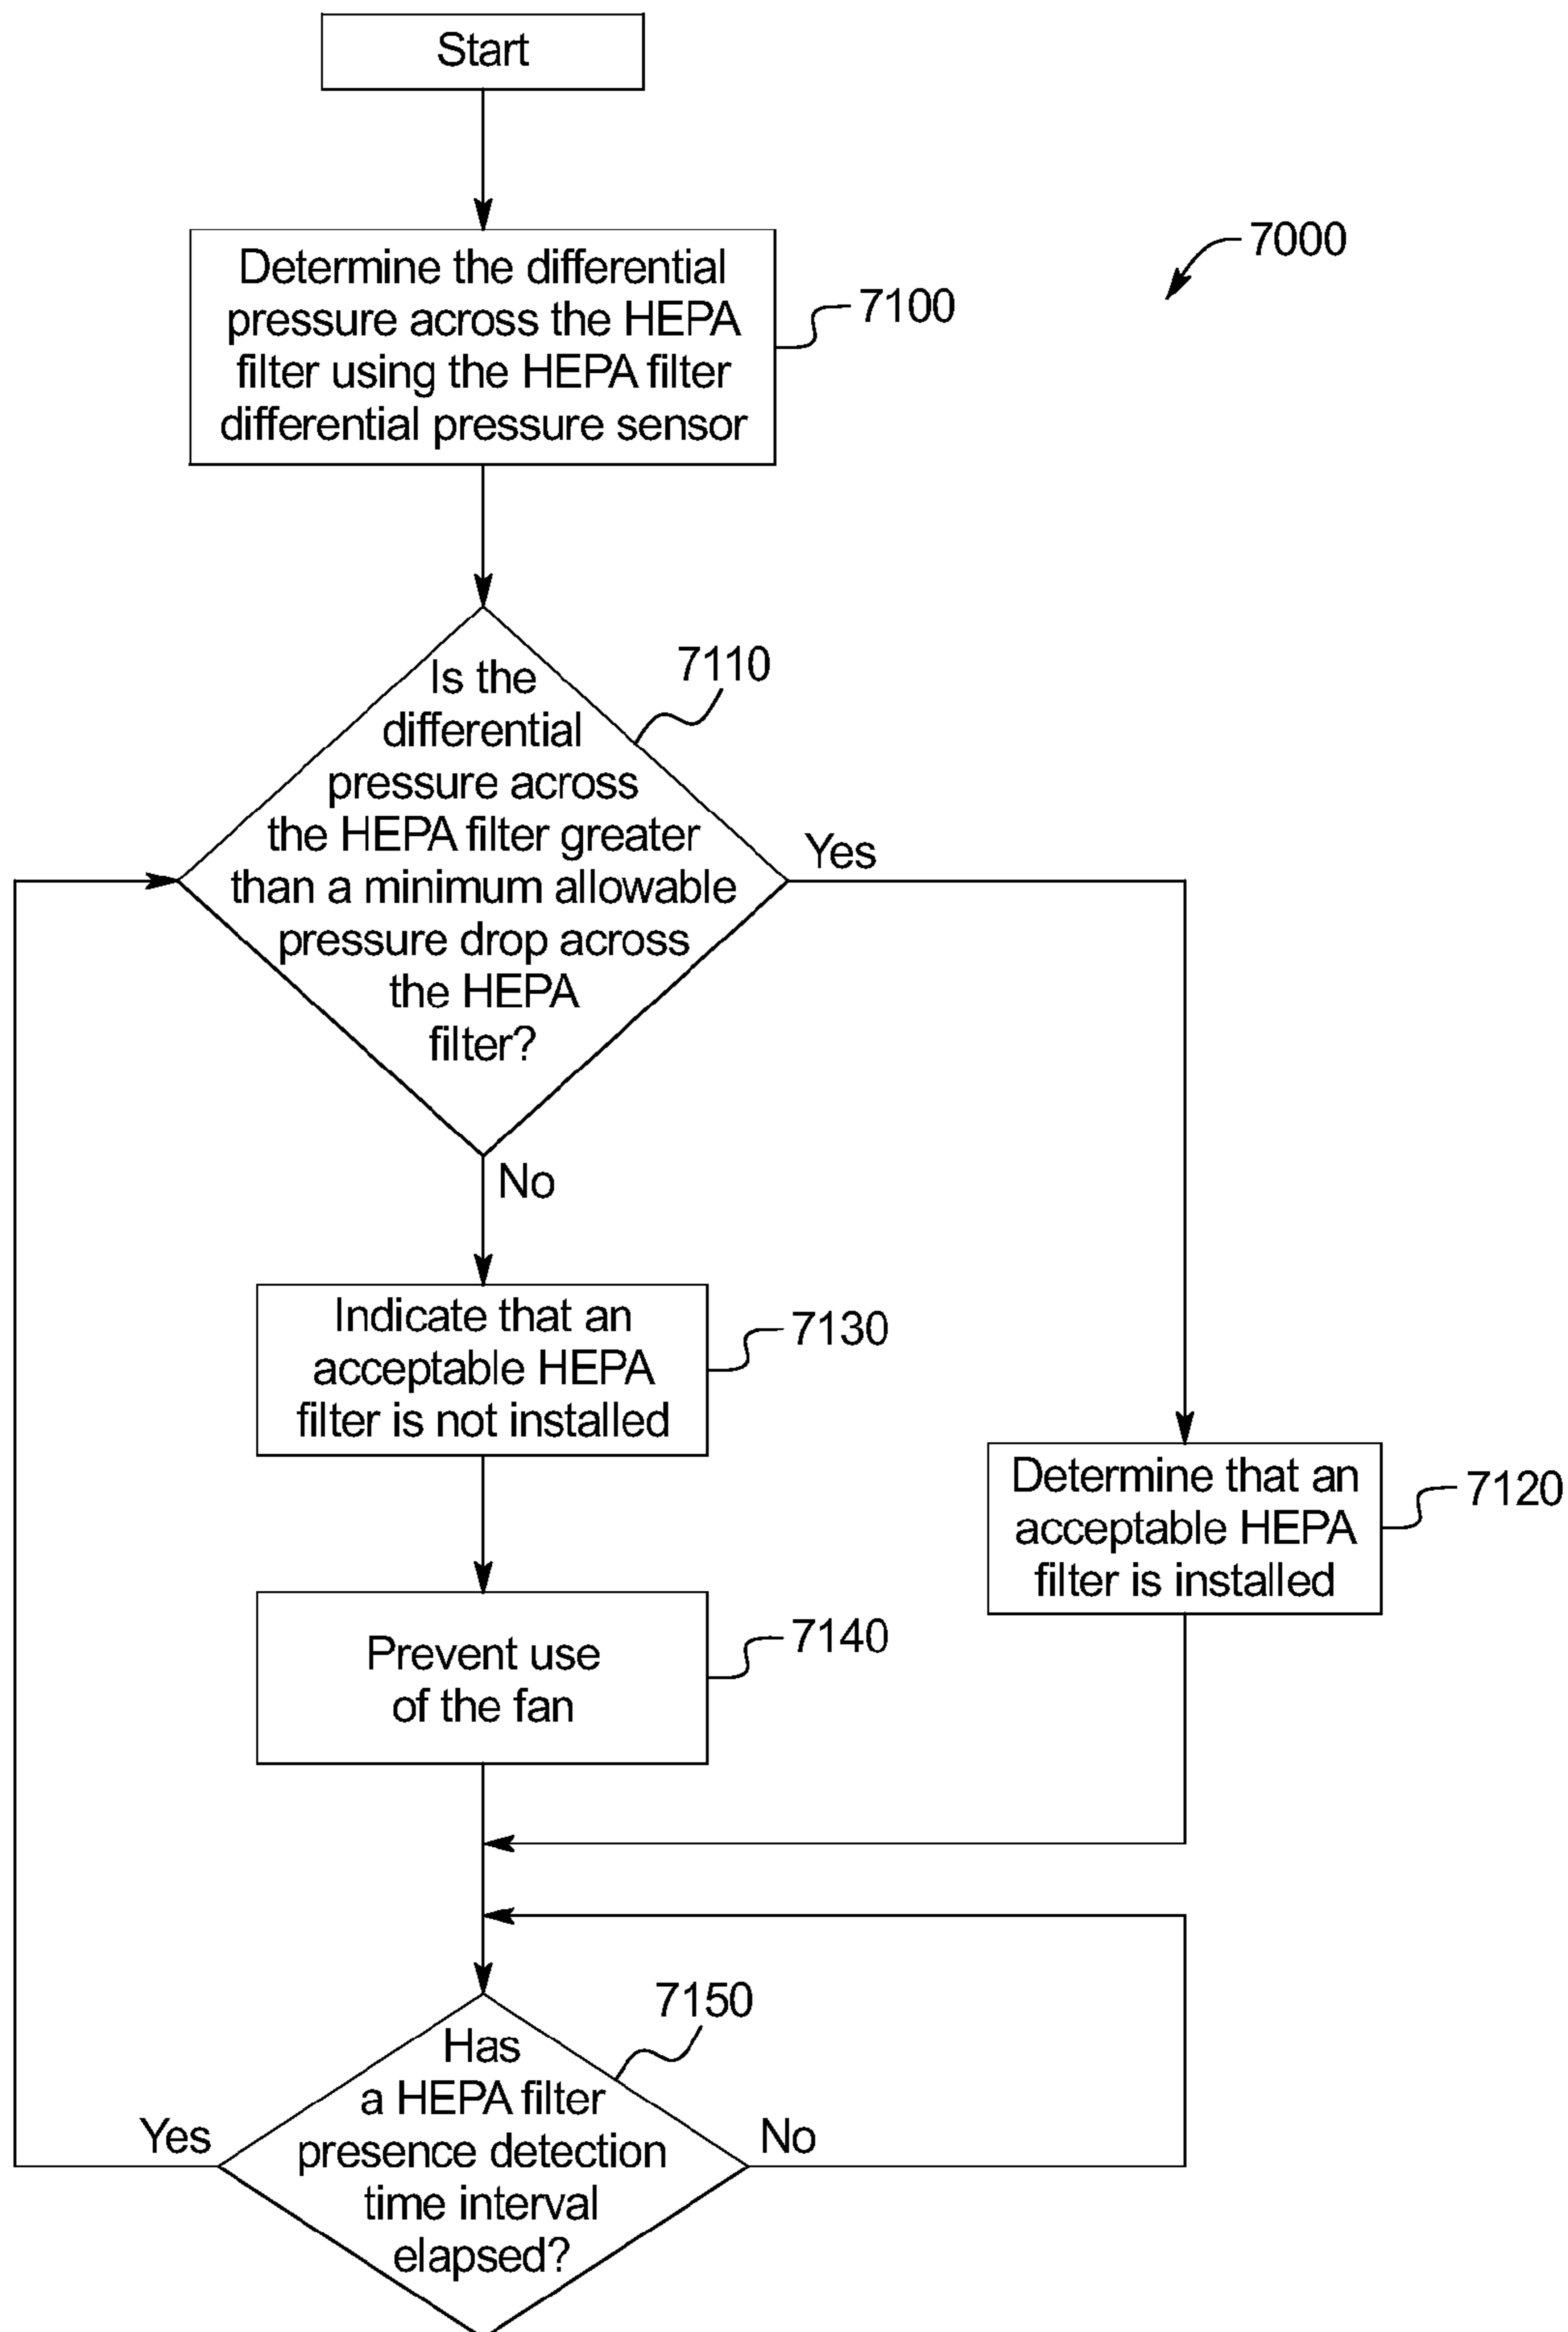 Start
7000
Determine the differential
pressure across the HEPA
filter using the HEPA filter
differential pressure sensor
7100
7110
Is the
differential
pressure across
the HEPA filter greater
than a minimum allowable
pressure drop across
the HEPA
filter?
Yes
No
Indicate that an
acceptable HEPA
filter is not installed
7130
Determine that an
acceptable HEPA
filter is installed
7120
Prevent use
of the fan
7140
7150
Has
a HEPA filter
presence detection
time interval
elapsed?
Yes
No